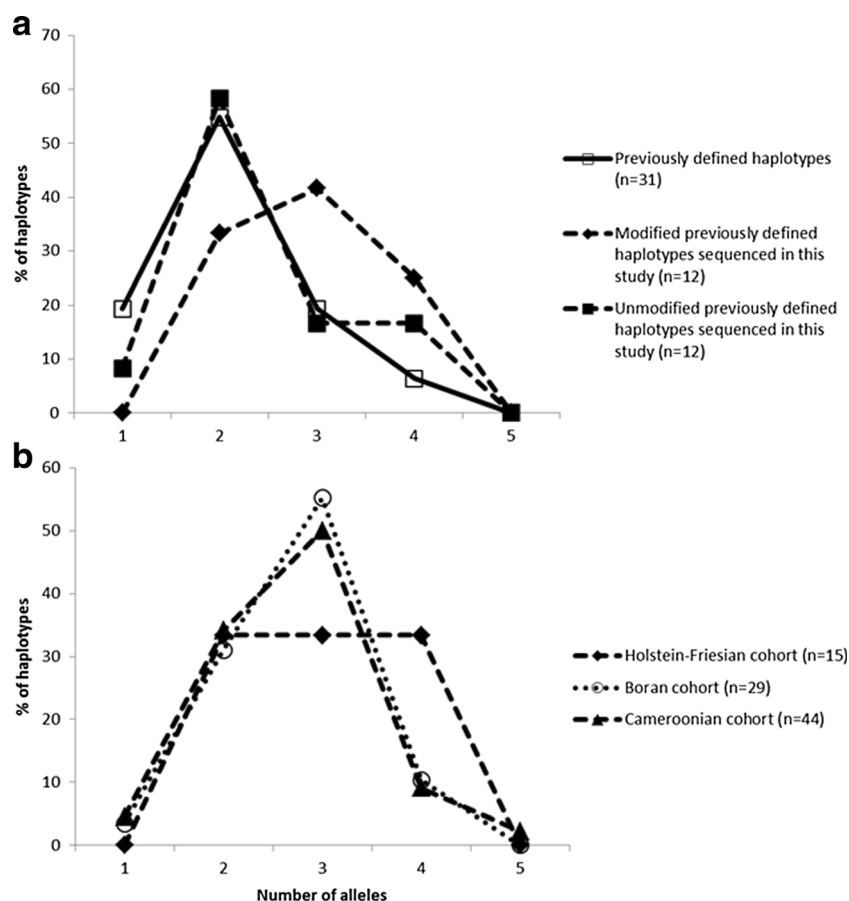 a
70
60
50
40
30
20
10
0
% of haplotypes
1 2 3 4 5
Previously defined haplotypes
(n=31)
Modified previously defined
haplotypes sequenced in this
study (n=12)
Unmodified previously defined
haplotypes sequenced in this
study (n=12)
b
60
50
40
30
20
10
0
% of haplotypes
1 2 3 4 5
Number of alleles
Holstein-Friesian cohort (n=15)
Boran cohort (n=29)
Cameroonian cohort (n=44)